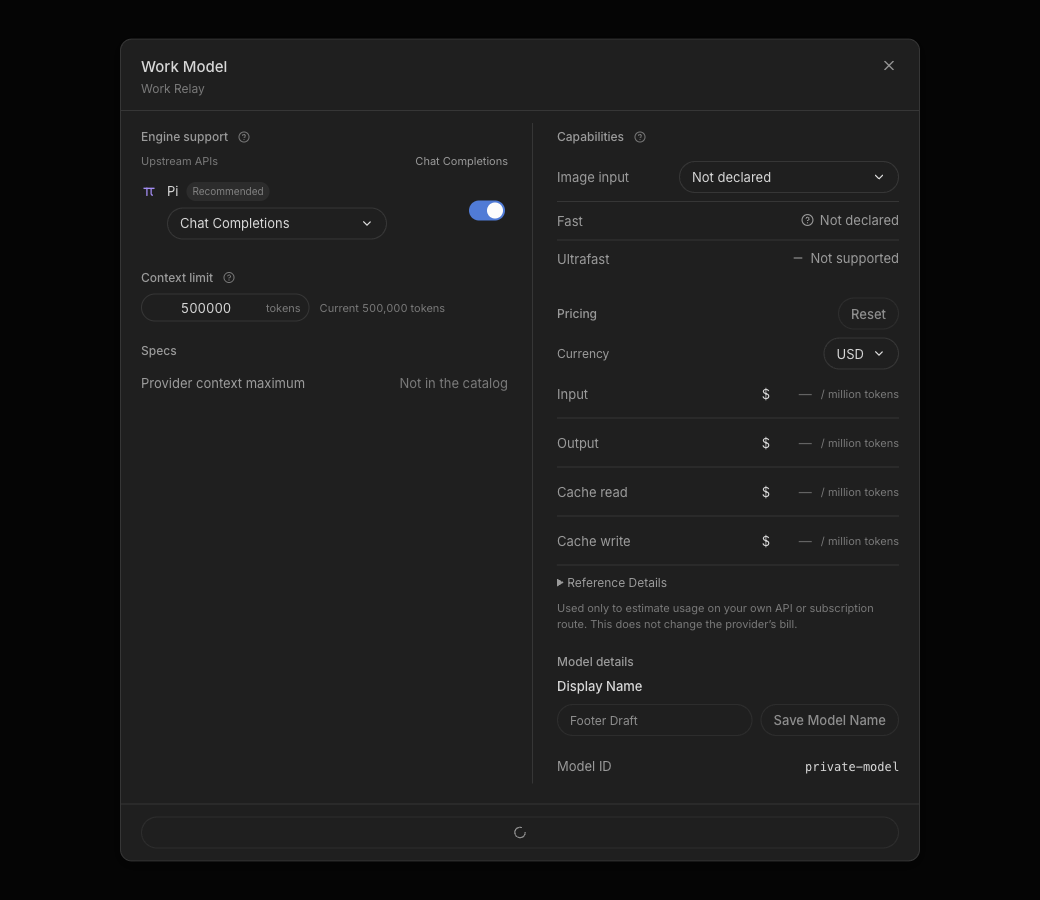 Work Model
Work Relay
Engine support
Upstream APIs
Chat Completions
Pi
Recommended
Chat Completions
Context limit
500000 tokens
Current 500,000 tokens
Specs
Provider context maximum
Not in the catalog
Capabilities
Image input
Not declared
Fast
Not declared
Ultrafast
— Not supported
Pricing
Reset
Currency
USD
Input
$ — / million tokens
Output
$ — / million tokens
Cache read
$ — / million tokens
Cache write
$ — / million tokens
Reference Details
Used only to estimate usage on your own API or subscription
route. This does not change the provider’s bill.
Model details
Display Name
Footer Draft
Save Model Name
Model ID
private-model